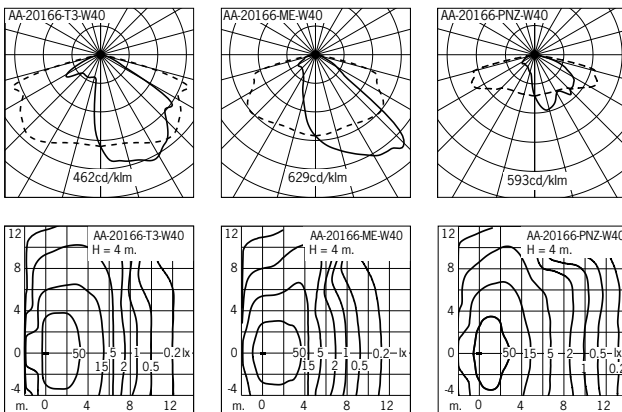 AA-20166-T3-W40
462cd/klm
AA-20166-ME-W40
629cd/klm
AA-20166-PNZ-W40
593cd/klm
12
8
4
0
-4
m. 0 4 8 12
AA-20166-T3-W40
H = 4 m.
50 5 1 0.2 lx
15 2 0.5
12
8
4
0
-4
m. 0 4 8 12
AA-20166-ME-W40
H = 4 m.
50 5 1 0.2 lx
15 2 0.5
12
8
4
0
-4
m. 0 4 8 12
AA-20166-PNZ-W40
H = 4 m.
50 15 5 2 0.5 lx
1 0.2